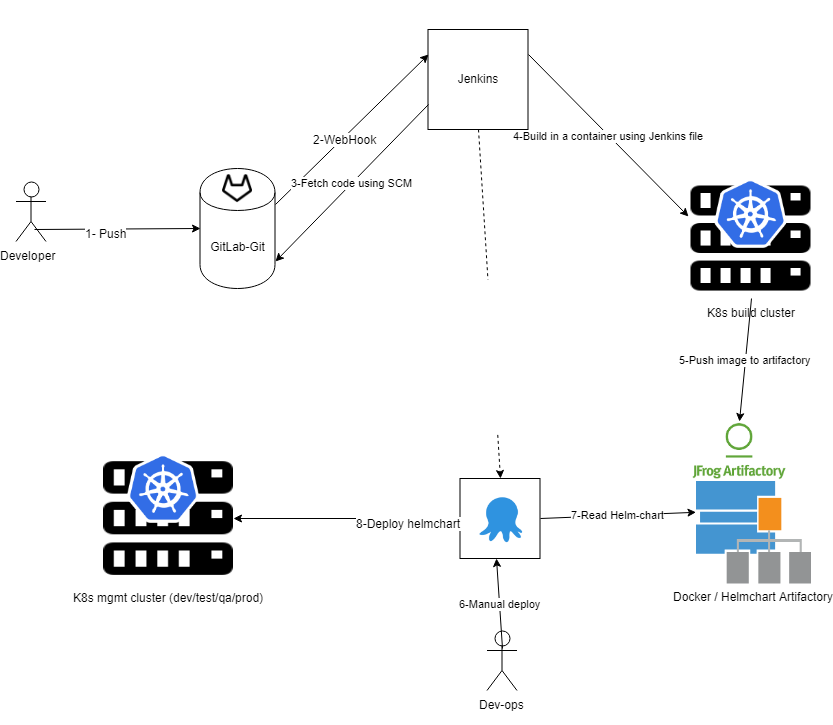 Jenkins
2-WebHook
4-Build in a container using Jenkins file
3-Fetch code using SCM
1- Push
GitLab-Git
Developer
K8s build cluster
5-Push image to artifactory
JFrog Artifactory
7-Read Helm-chart
8-Deploy helmchart
K8s mgmt cluster (dev/test/qa/prod)
Docker / Helmchart Artifactory
6-Manual deploy
Dev-ops